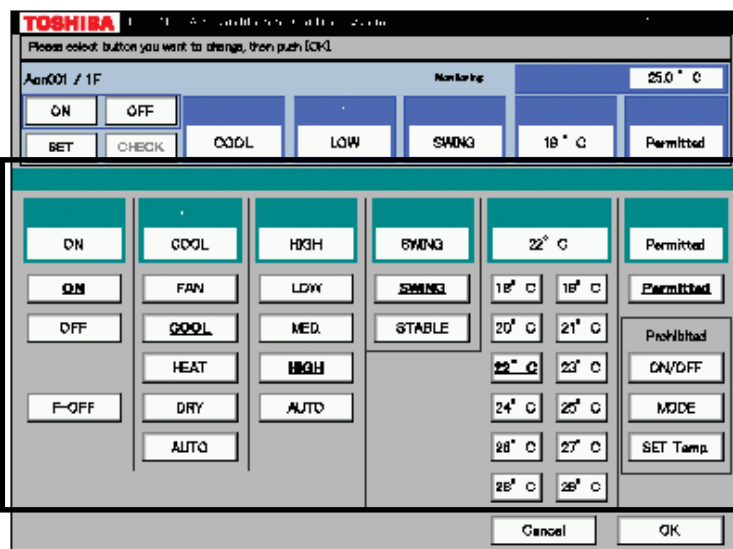 TOSHIBA
Please select button you want to change, then push [OK]
Aon001 / 1F Monitoring 25.0 ° C
ON OFF
SET CHECK COOL LOW SWING 19 ° C Permitted
ON COOL HIGH SWING 22° C Permitted
ON FAN LOW SWING 18° C 19° C Permitted
OFF COOL MED. STABLE 20° C 21° C Prohibited
HEAT HIGH 22° C 23° C ON/OFF
F-OFF DRY AUTO 24° C 25° C MODE
AUTO 26° C 27° C SET Temp.
28° C 29° C
Cancel OK